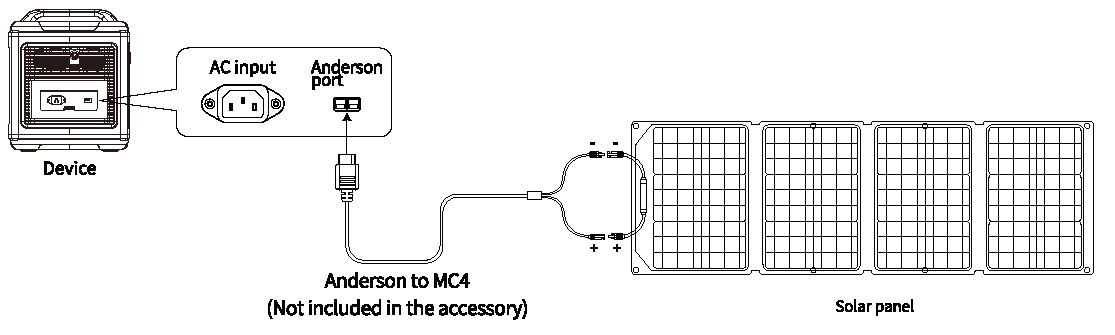 AC input
Anderson
port
Device
-
-
+
+
Anderson to MC4
(Not included in the accessory)
Solar panel